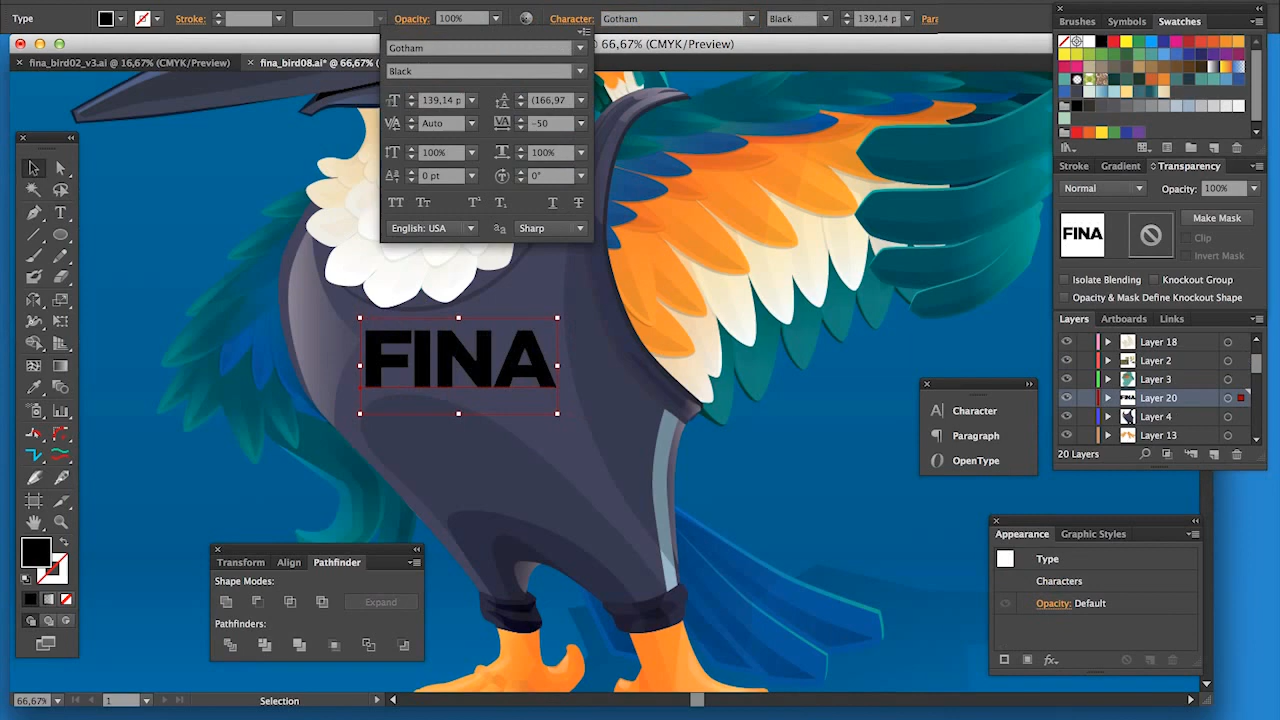 Type
Stroke:
Opacity: 100%
Character: Gotham
Black
139,14 p
Para
@ 66,67% (CMYK/Preview)
fina_bird02_v3.ai @ 16,67% (CMYK/Preview)
fina_bird08.ai* @ 66,67% (
Gotham
Black
139,14 p
(166,97
Auto
-50
100%
100%
0 pt
0°
English: USA
Sharp
FINA
Brushes
Symbols
Swatches
Stroke
Gradient
Transparency
Normal
Opacity: 100%
FINA
Make Mask
Clip
Invert Mask
Isolate Blending
Knockout Group
Opacity & Mask Define Knockout Shape
Layers
Artboards
Links
Layer 18
Layer 2
Layer 3
FINA
Layer 20
Layer 4
Layer 13
20 Layers
Character
Paragraph
OpenType
Appearance
Graphic Styles
Type
Characters
Opacity: Default
fx
Transform
Align
Pathfinder
Shape Modes:
Expand
Pathfinders:
66,67%
1
Selection